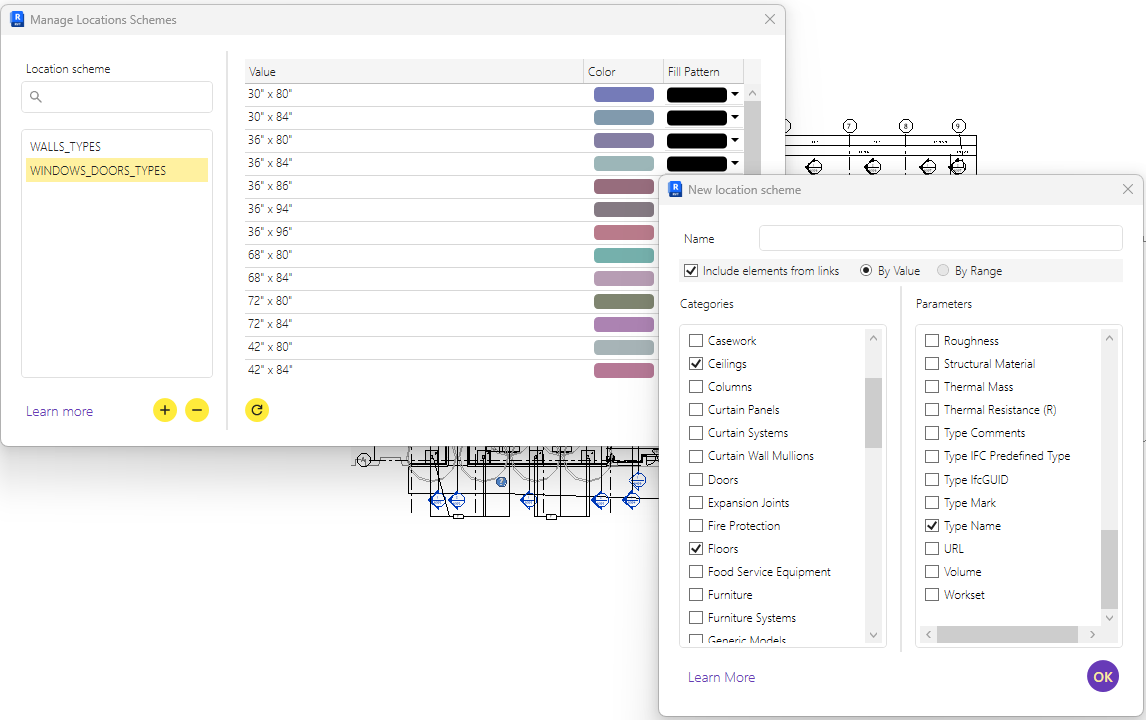 Manage Locations Schemes
Location scheme
WALLS_TYPES
WINDOWS_DOORS_TYPES
Learn more
Value Color Fill Pattern
30" x 80"
30" x 84"
36" x 80"
36" x 84"
36" x 86"
36" x 94"
36" x 96"
68" x 80"
68" x 84"
72" x 80"
72" x 84"
42" x 80"
42" x 84"
7 8 9
New location scheme
Name
Include elements from links By Value By Range
Categories
Casework
Ceilings
Columns
Curtain Panels
Curtain Systems
Curtain Wall Mullions
Doors
Expansion Joints
Fire Protection
Floors
Food Service Equipment
Furniture
Furniture Systems
Generic Models
Parameters
Roughness
Structural Material
Thermal Mass
Thermal Resistance (R)
Type Comments
Type IFC Predefined Type
Type IfcGUID
Type Mark
Type Name
URL
Volume
Workset
Learn More
OK